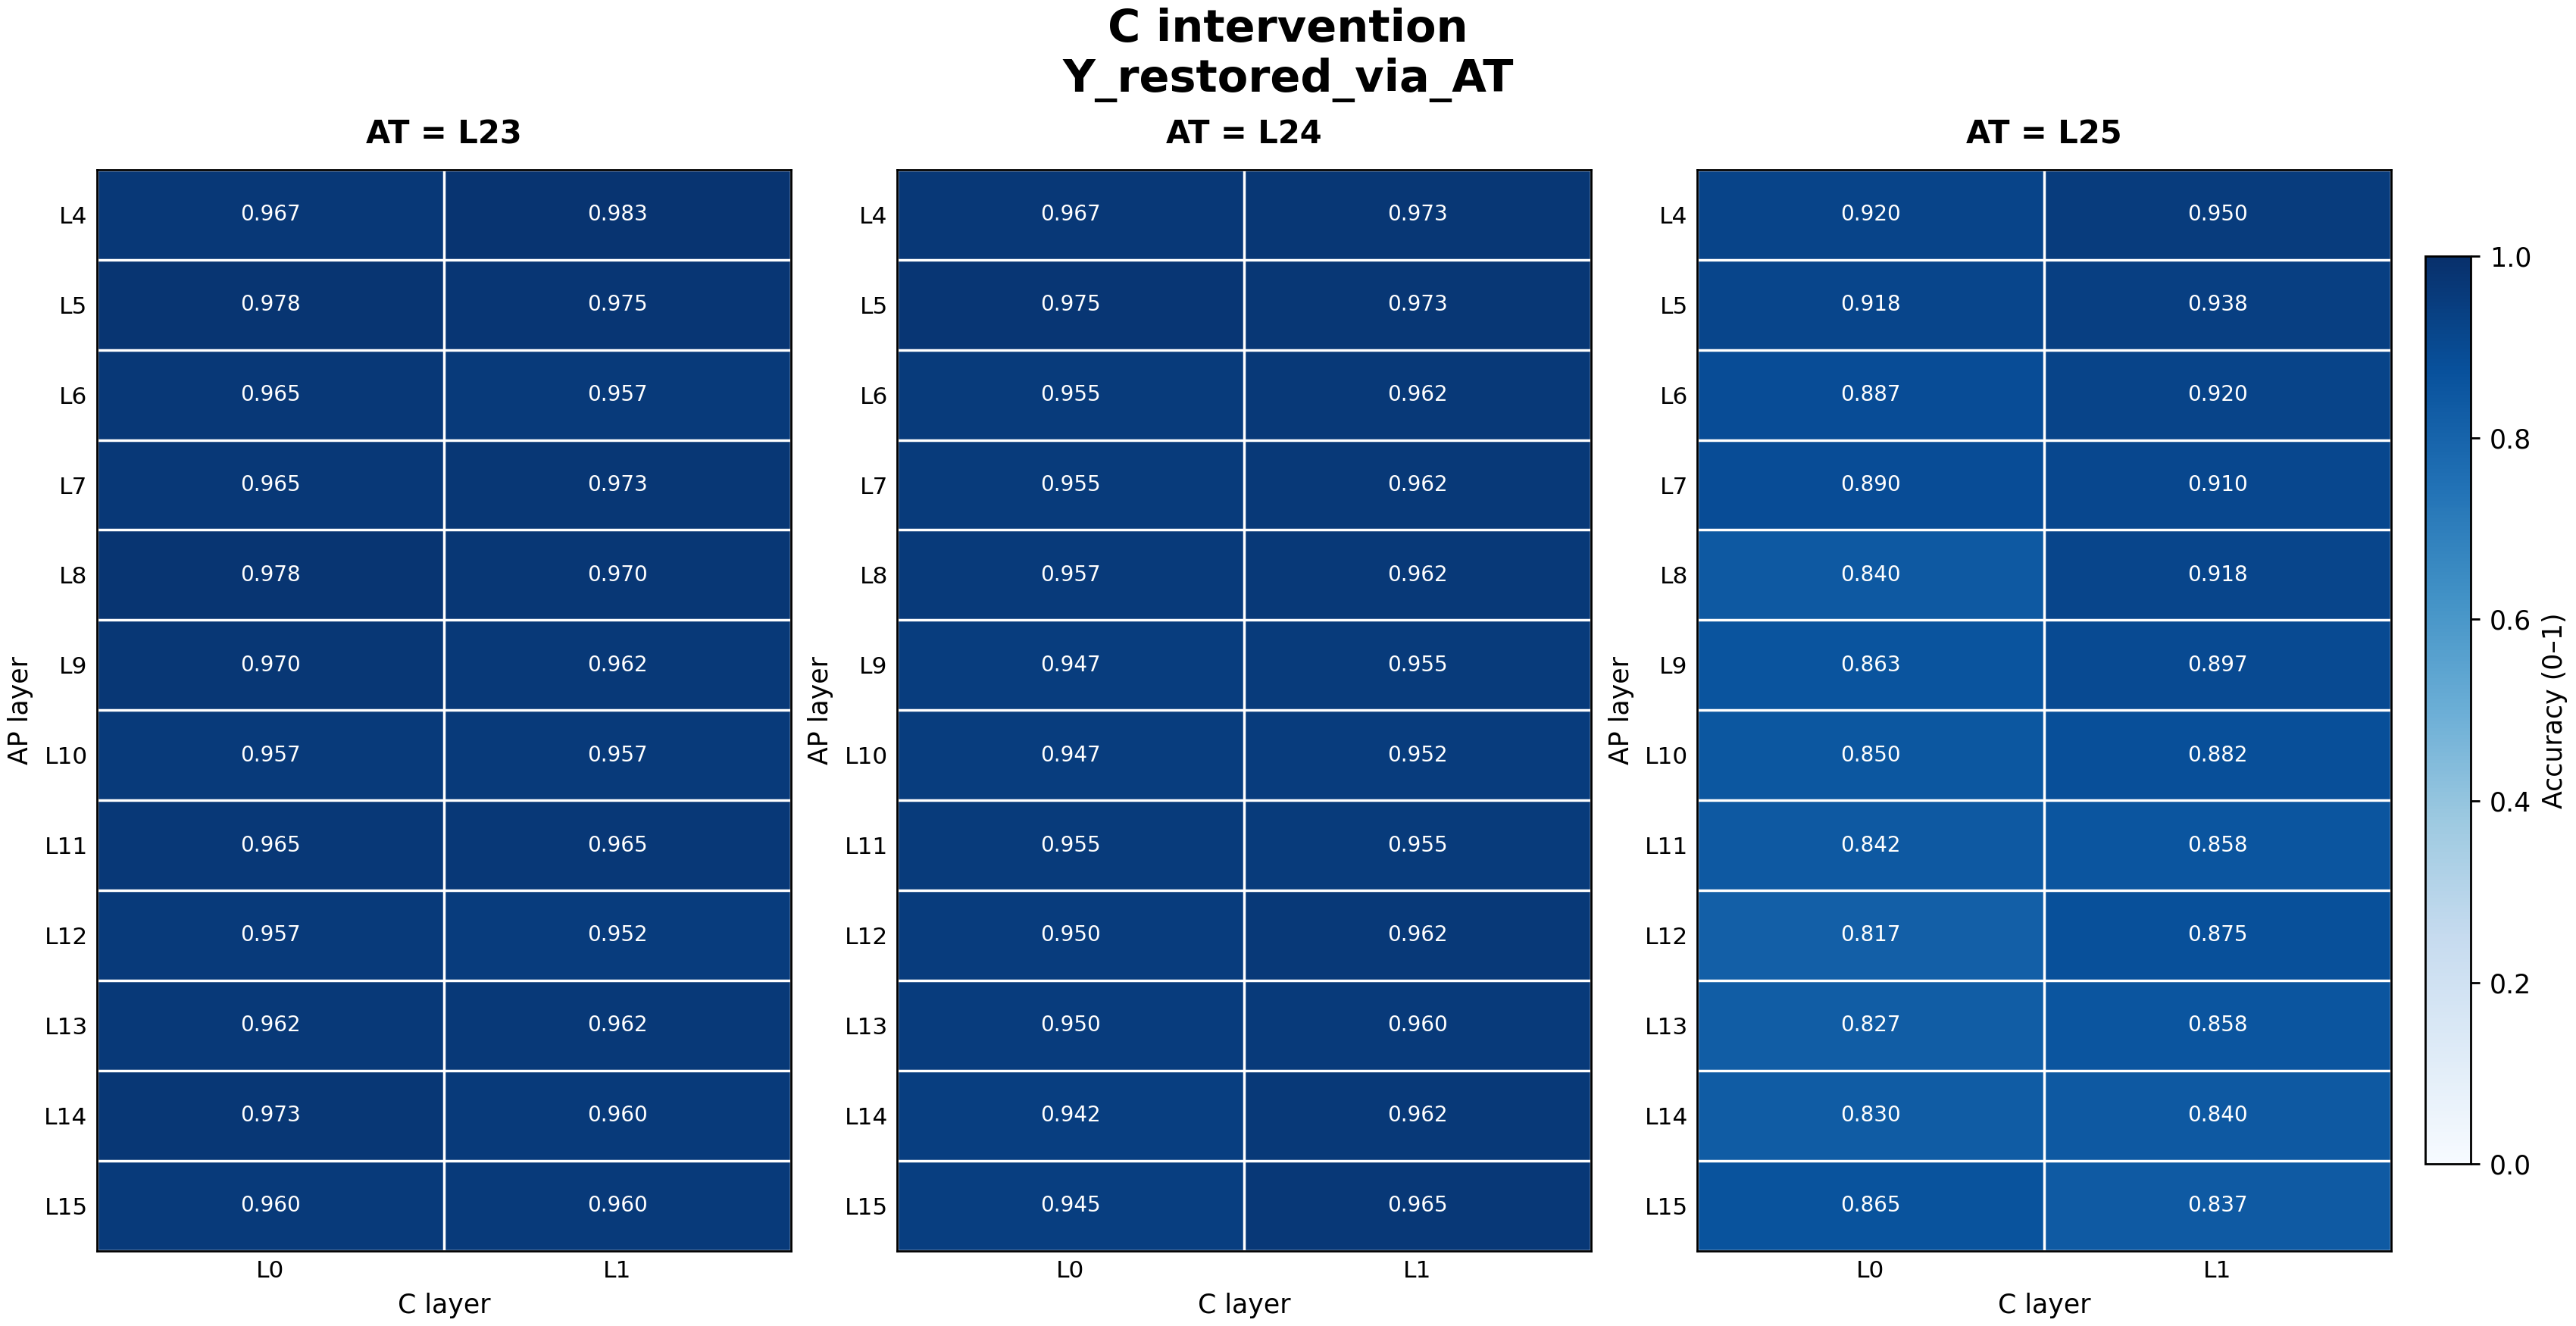 C intervention
Y_restored_via_AT
AT = L23
AP layer
L4 0.967 0.983
L5 0.978 0.975
L6 0.965 0.957
L7 0.965 0.973
L8 0.978 0.970
L9 0.970 0.962
L10 0.957 0.957
L11 0.965 0.965
L12 0.957 0.952
L13 0.962 0.962
L14 0.973 0.960
L15 0.960 0.960
L0 L1
C layer
AT = L24
AP layer
L4 0.967 0.973
L5 0.975 0.973
L6 0.955 0.962
L7 0.955 0.962
L8 0.957 0.962
L9 0.947 0.955
L10 0.947 0.952
L11 0.955 0.955
L12 0.950 0.962
L13 0.950 0.960
L14 0.942 0.962
L15 0.945 0.965
L0 L1
C layer
AT = L25
AP layer
L4 0.920 0.950
L5 0.918 0.938
L6 0.887 0.920
L7 0.890 0.910
L8 0.840 0.918
L9 0.863 0.897
L10 0.850 0.882
L11 0.842 0.858
L12 0.817 0.875
L13 0.827 0.858
L14 0.830 0.840
L15 0.865 0.837
L0 L1
C layer
1.0
0.8
0.6
0.4
0.2
0.0
Accuracy (0–1)